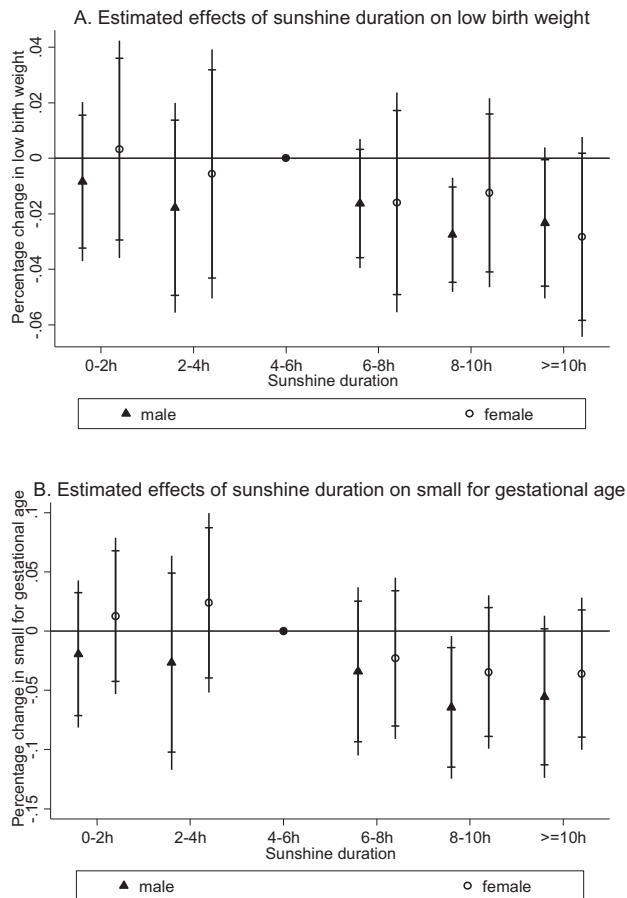 A. Estimated effects of sunshine duration on low birth weight
Percentage change in low birth weight
.04
.02
0
-.02
-.04
-.06
0-2h 2-4h 4-6h 6-8h 8-10h >=10h
Sunshine duration
male female
B. Estimated effects of sunshine duration on small for gestational age
Percentage change in small for gestational age
.1
.05
0
-.05
-.1
-.15
0-2h 2-4h 4-6h 6-8h 8-10h >=10h
Sunshine duration
male female